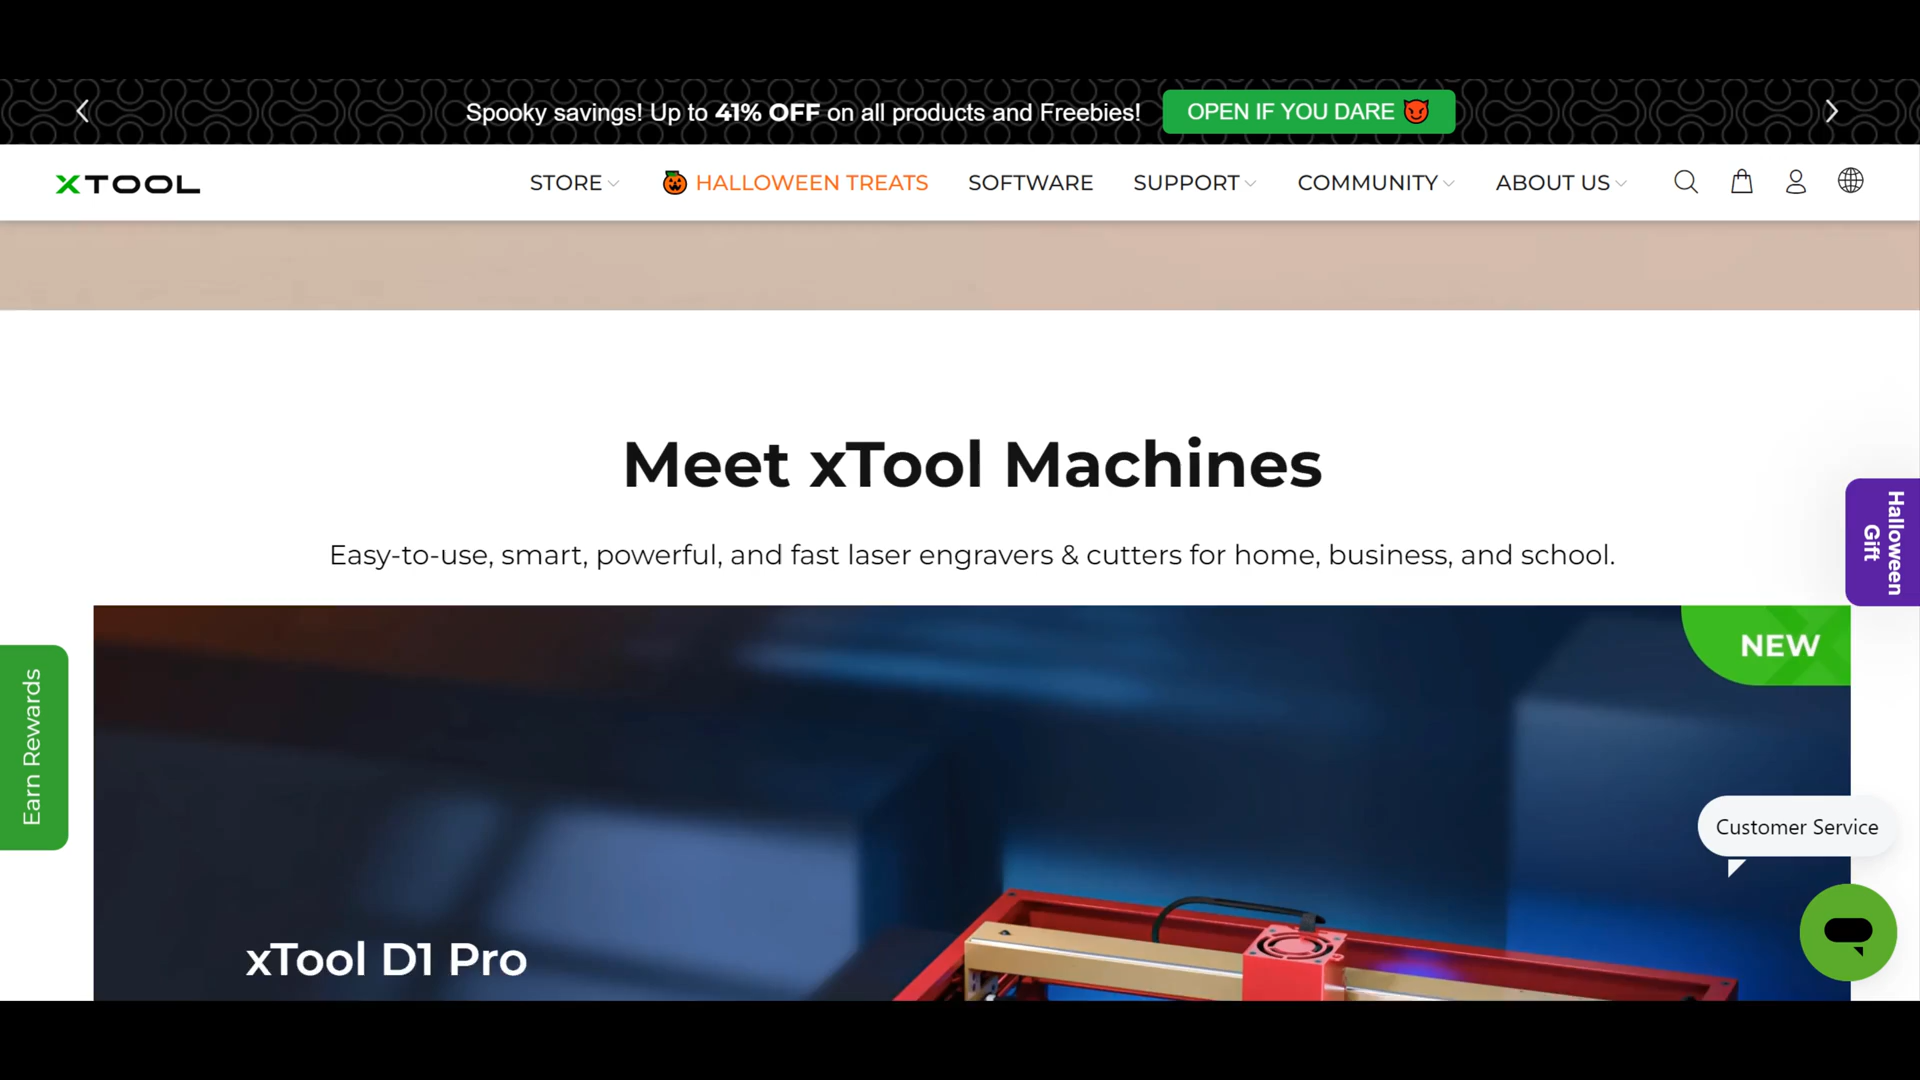 Spooky savings! Up to 41% OFF on all products and Freebies!
OPEN IF YOU DARE 😈
XTOOL
STORE
🎃 HALLOWEEN TREATS
SOFTWARE
SUPPORT
COMMUNITY
ABOUT US
Meet xTool Machines
Easy-to-use, smart, powerful, and fast laser engravers & cutters for home, business, and school.
Halloween
Gift
NEW
Earn Rewards
Customer Service
xTool D1 Pro